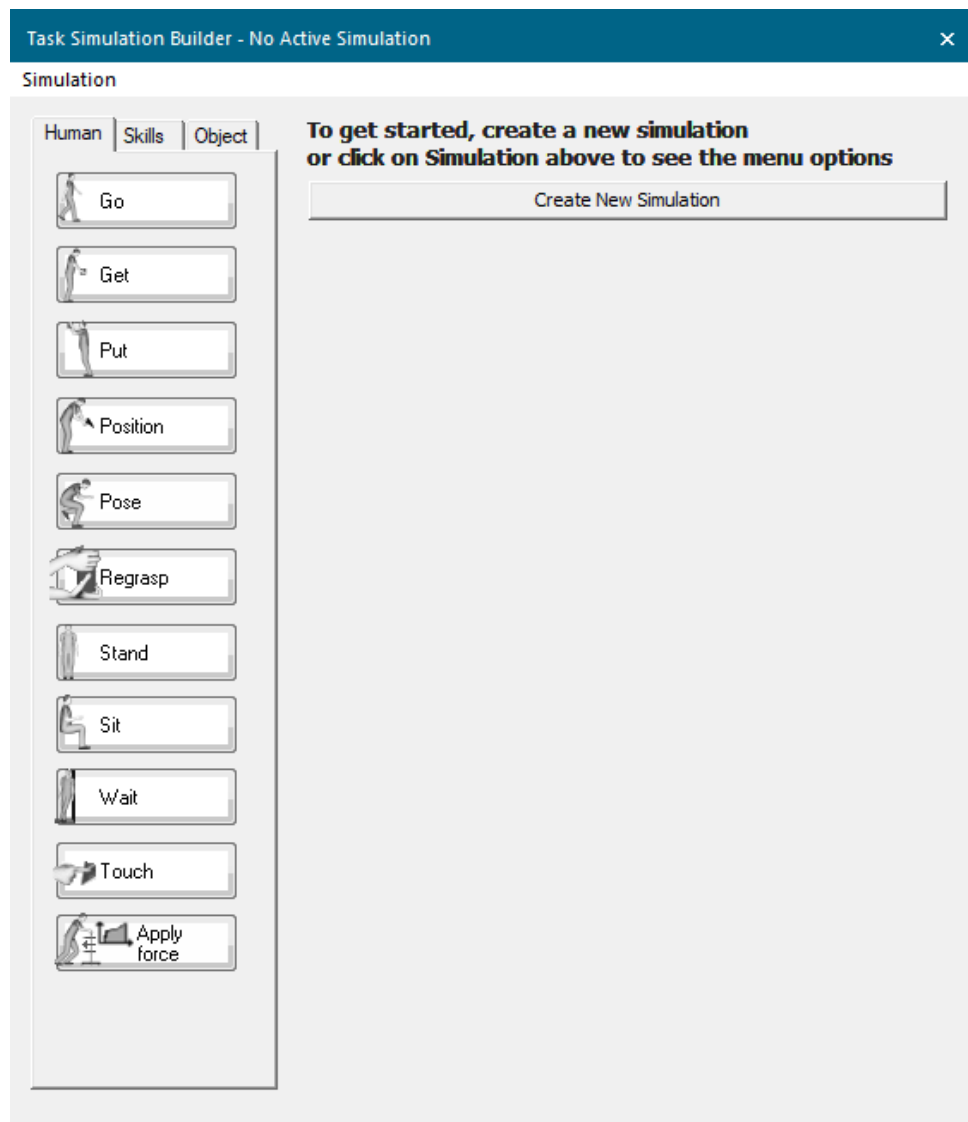 Task Simulation Builder - No Active Simulation
Simulation
Human Skills Object
To get started, create a new simulation
or click on Simulation above to see the menu options
Create New Simulation
Go
Get
Put
Position
Pose
Regrasp
Stand
Sit
Wait
Touch
Apply
force